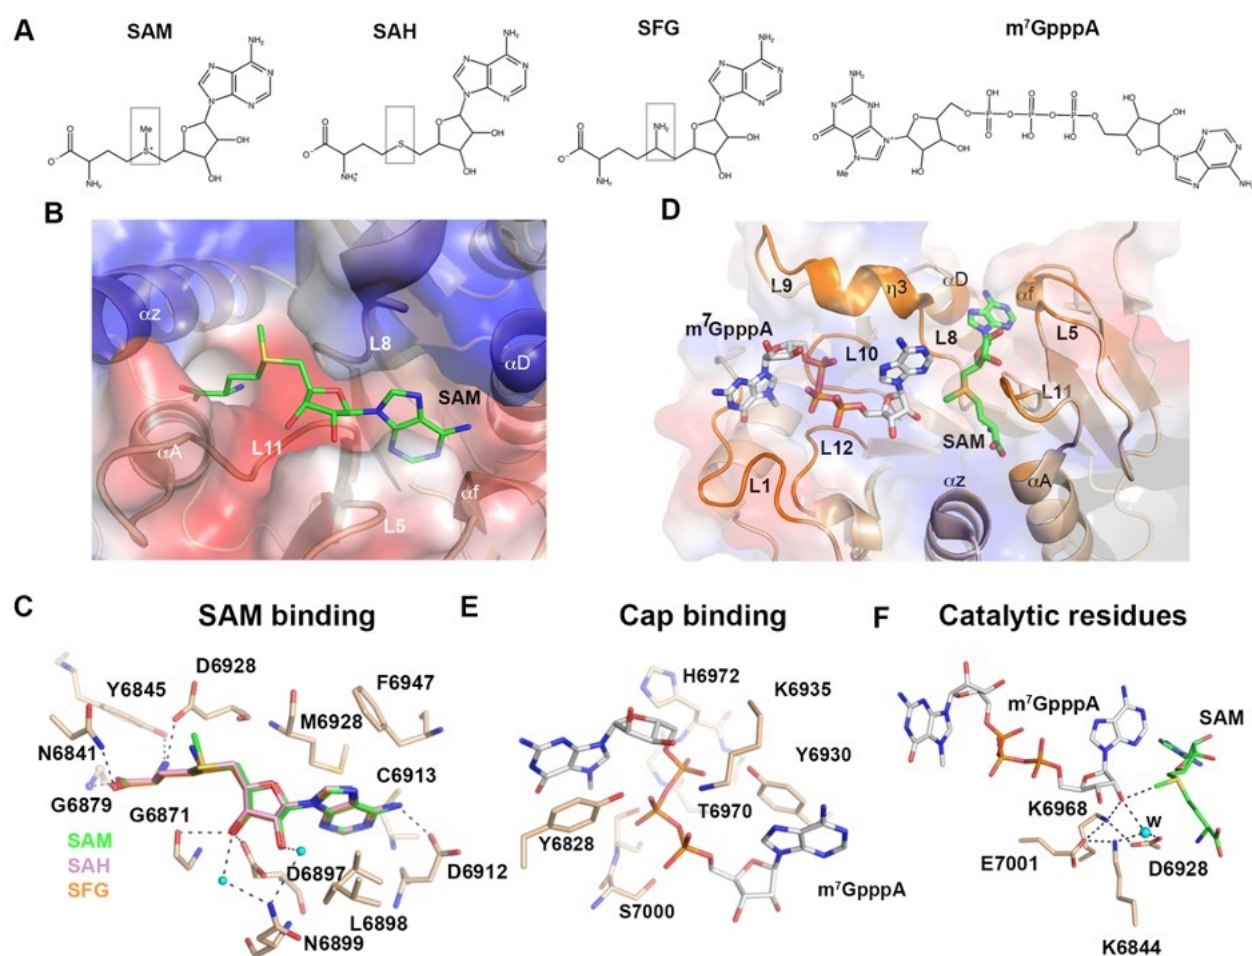 A
SAM
SAH
SFG
m⁷GpppA
B
αz
L8
αD
SAM
αA
L11
αf
L5
D
L9
η3
αD
αf
m⁷GpppA
L10
L8
L5
L11
L12
SAM
L1
αz
αA
C
SAM binding
D6928
Y6845
F6947
M6928
N6841
C6913
G6879
G6871
SAM
SAH
SFG
D6897
D6912
L6898
N6899
E
Cap binding
H6972
K6935
Y6930
T6970
Y6828
S7000
m⁷GpppA
F
Catalytic residues
m⁷GpppA
SAM
K6968
W
E7001
D6928
K6844